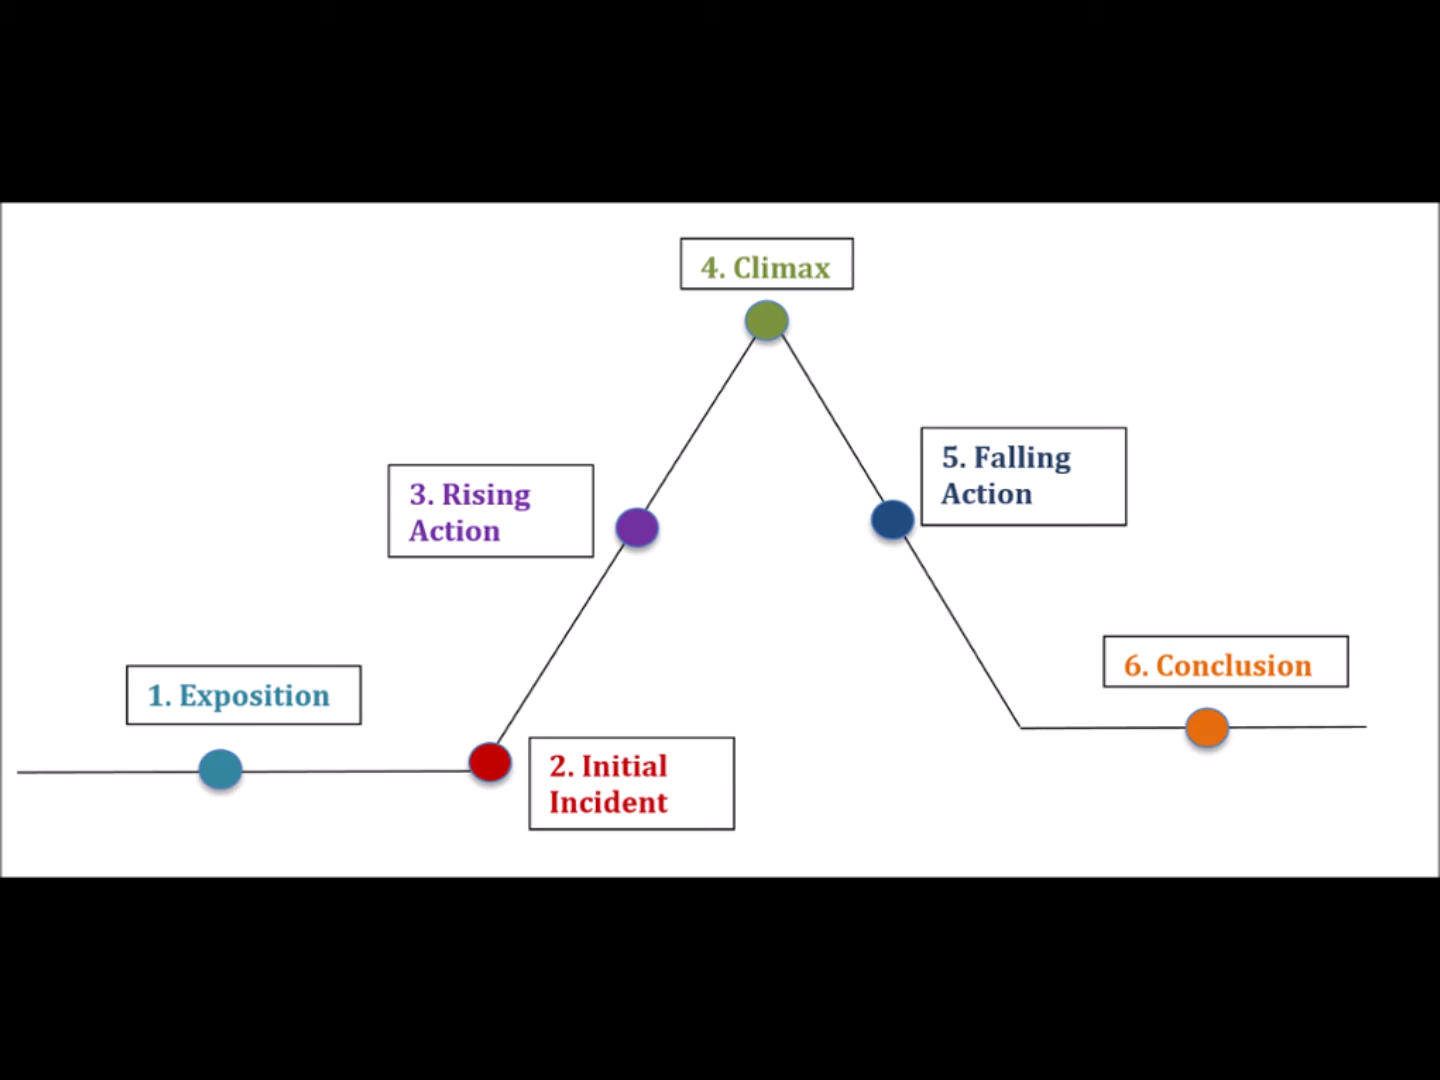 4. Climax
5. Falling
Action
3. Rising
Action
6. Conclusion
1. Exposition
2. Initial
Incident